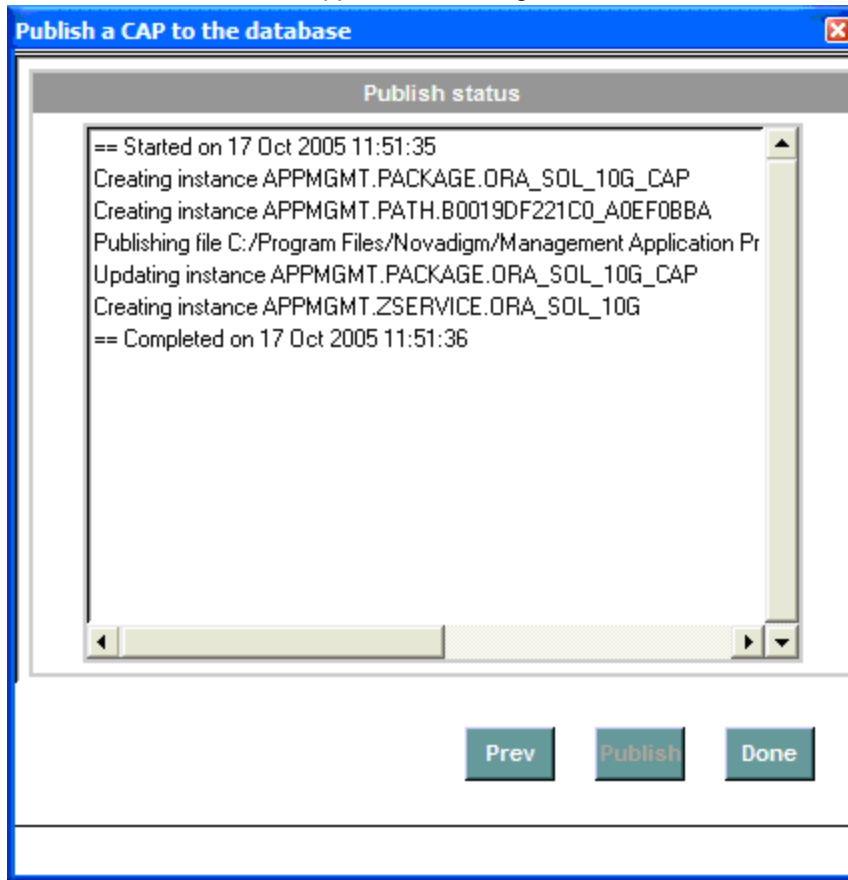 Publish a CAP to the database
Publish status
== Started on 17 Oct 2005 11:51:35
Creating instance APPMGMT.PACKAGE.ORA_SOL_10G_CAP
Creating instance APPMGMT.PATH.B0019DF221C0_A0EF0BBA
Publishing file C:/Program Files/Novadigm/Management Application Pr
Updating instance APPMGMT.PACKAGE.ORA_SOL_10G_CAP
Creating instance APPMGMT.ZSERVICE.ORA_SOL_10G
== Completed on 17 Oct 2005 11:51:36
Prev Publish Done